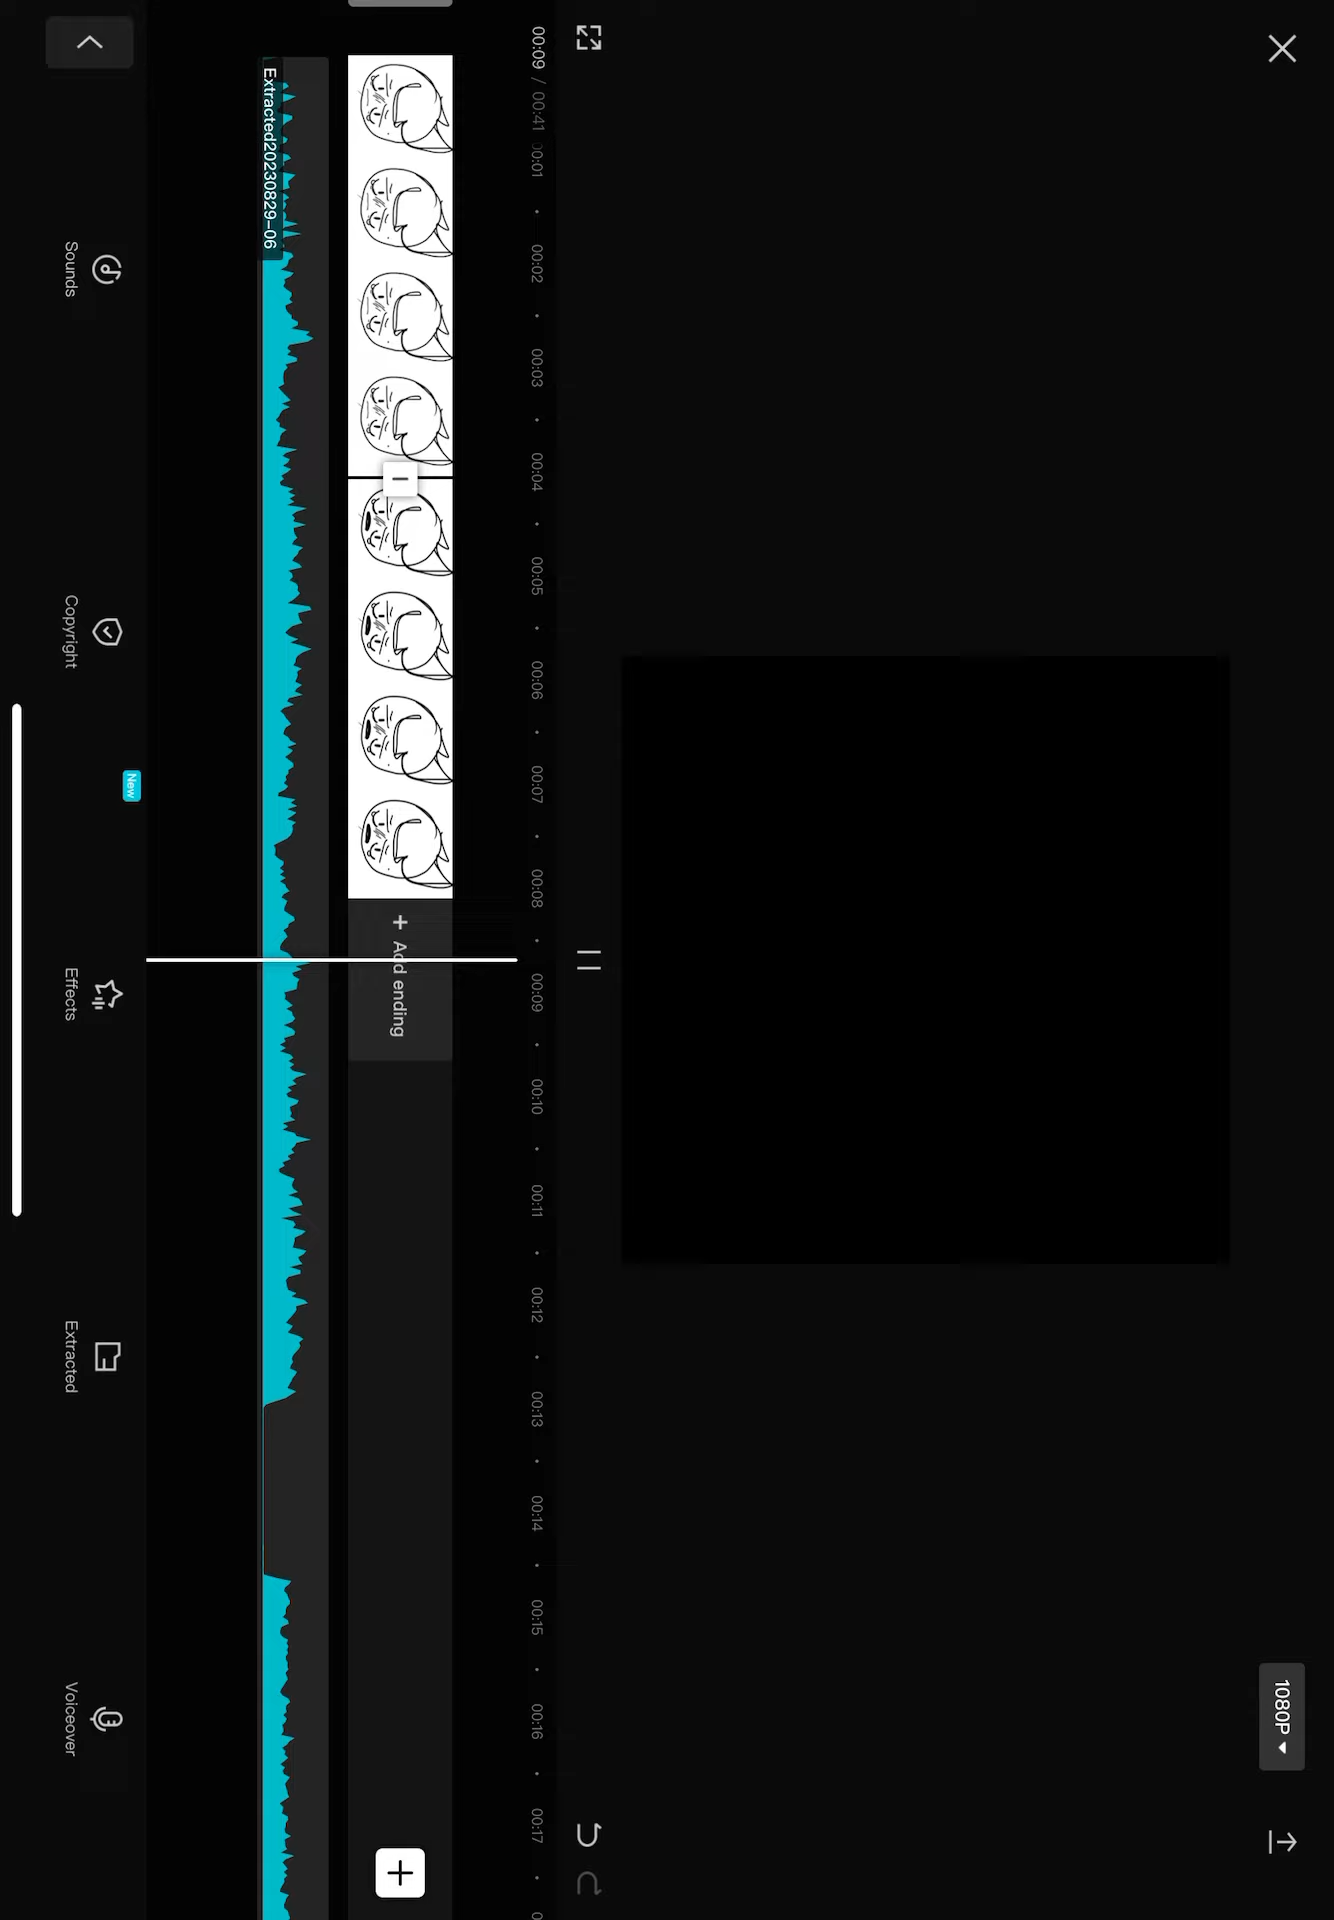 1080P
00:09 / 00:41
00:01
00:02
00:03
00:04
00:05
00:06
00:07
00:08
00:09
00:10
00:11
00:12
00:13
00:14
00:15
00:16
00:17
+ Add ending
Extracted20230829-06
New
Sounds
Copyright
Effects
Extracted
Voiceover